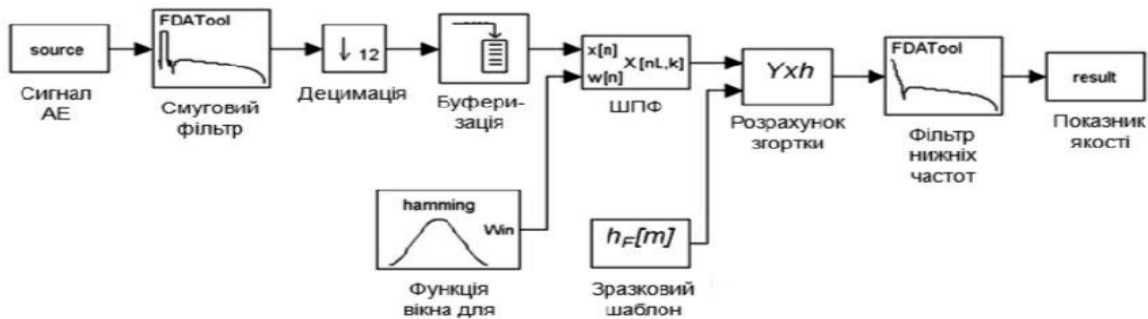 FDATool
source
Сигнал
АЕ
Смуговий
фільтр
↓ 12
Децимація
Буфери-
зація
x[n]
w[n]
X[nL,k]
ШПФ
Yxh
Розрахунок
згортки
FDATool
Фільтр
нижніх
частот
result
Показник
якості
hamming
Win
Функція
вікна для
hF[m]
Зразковий
шаблон